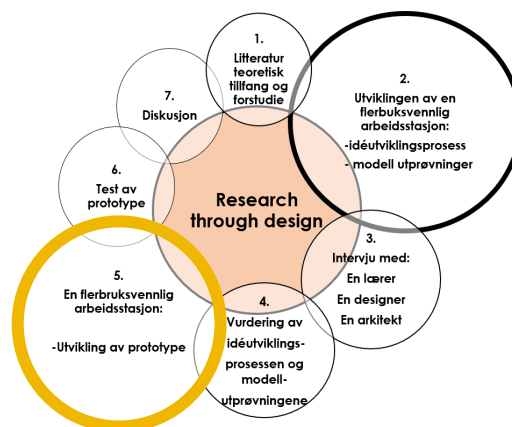 1.
Litteratur
teoretisk
tillfang og
forstudie
2.
Utviklingen av en
flerbuksvennlig
arbeidsstasjon:
-idéutviklingsprosess
- modell utprøvninger
3.
Intervju med:
En lærer
En designer
En arkitekt
4.
Vurdering av
idéutviklings-
prosessen og
modell-
utprøvningene
5.
En flerbruksvennlig
arbeidsstasjon:
-Utvikling av prototype
6.
Test av
prototype
7.
Diskusjon
Research
through design